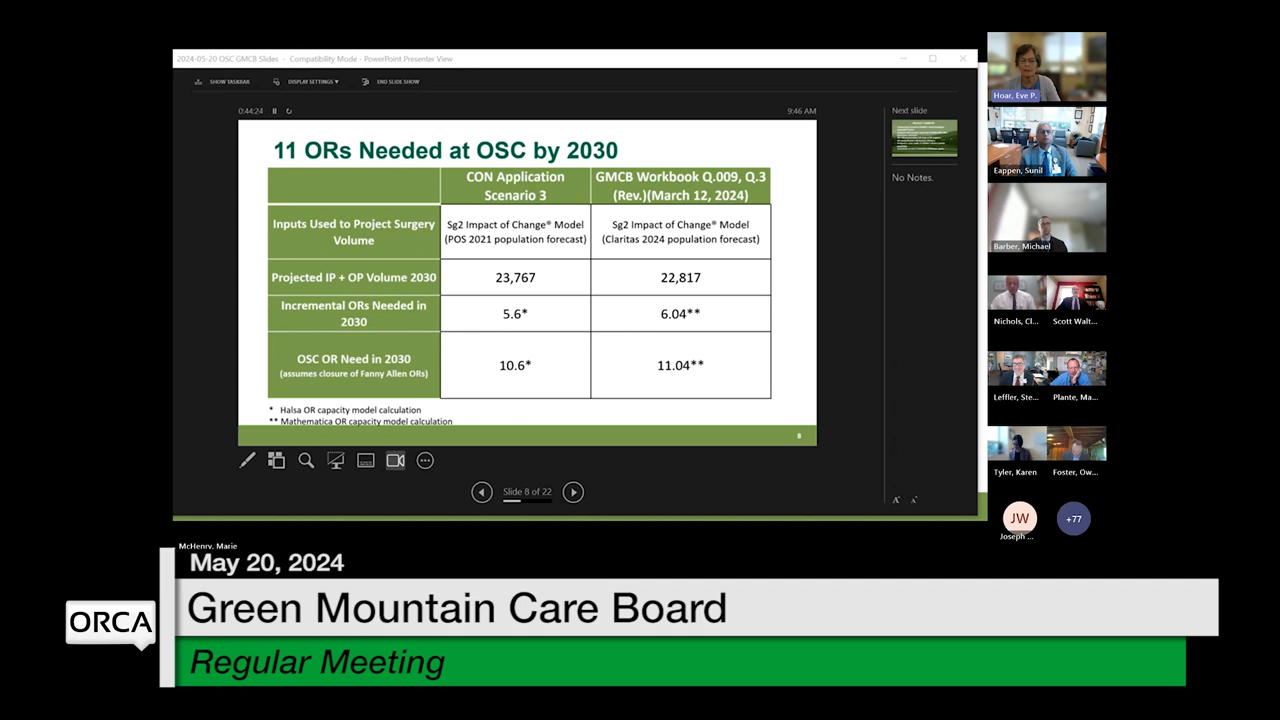 2024-05-20 OSC GMCB Slides - Compatibility Mode - PowerPoint Presenter View
SHOW TASKBAR
DISPLAY SETTINGS ▼
END SLIDE SHOW
0:44:24
9:46 AM
11 ORs Needed at OSC by 2030
CON Application
Scenario 3
GMCB Workbook Q.009, Q.3
(Rev.)(March 12, 2024)
Inputs Used to Project Surgery
Volume
Sg2 Impact of Change® Model
(POS 2021 population forecast)
Sg2 Impact of Change® Model
(Claritas 2024 population forecast)
Projected IP + OP Volume 2030
23,767
22,817
Incremental ORs Needed in
2030
5.6*
6.04**
OSC OR Need in 2030
(assumes closure of Fanny Allen ORs)
10.6*
11.04**
* Halsa OR capacity model calculation
** Mathematica OR capacity model calculation
8
Slide 8 of 22
Next slide
No Notes.
A
A
Hoar, Eve P.
Eappen, Sunil
Barber, Michael
Nichols, Cl...
Scott Walt...
Leffler, Ste...
Plante, Ma...
Tyler, Karen
Foster, Ow...
JW
Joseph ...
+77
McHenry, Marie
May 20, 2024
ORCA
Green Mountain Care Board
Regular Meeting